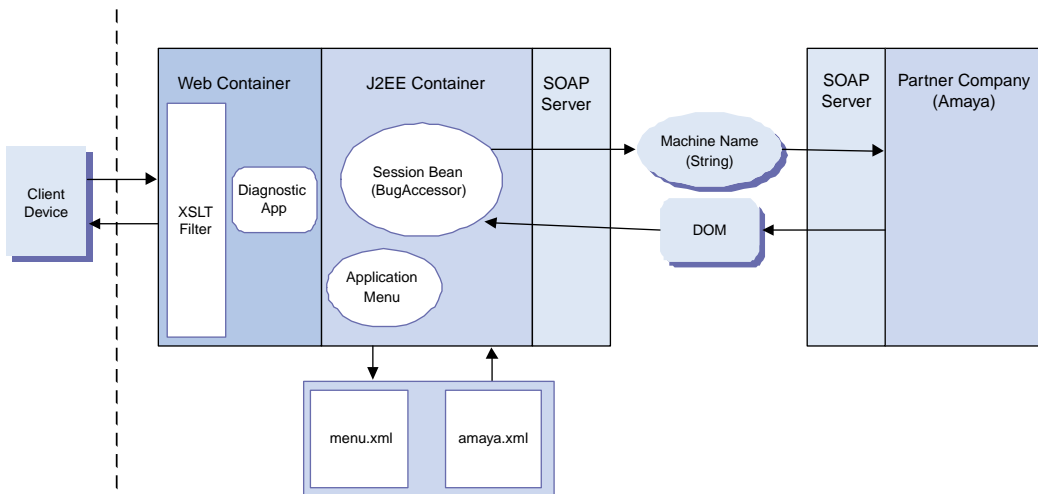 Web Container
J2EE Container
SOAP
Server
SOAP
Server
Partner Company
(Amaya)
Client
Device
XSLT
Filter
Diagnostic
App
Session Bean
(BugAccessor)
Application
Menu
Machine Name
(String)
DOM
menu.xml
amaya.xml